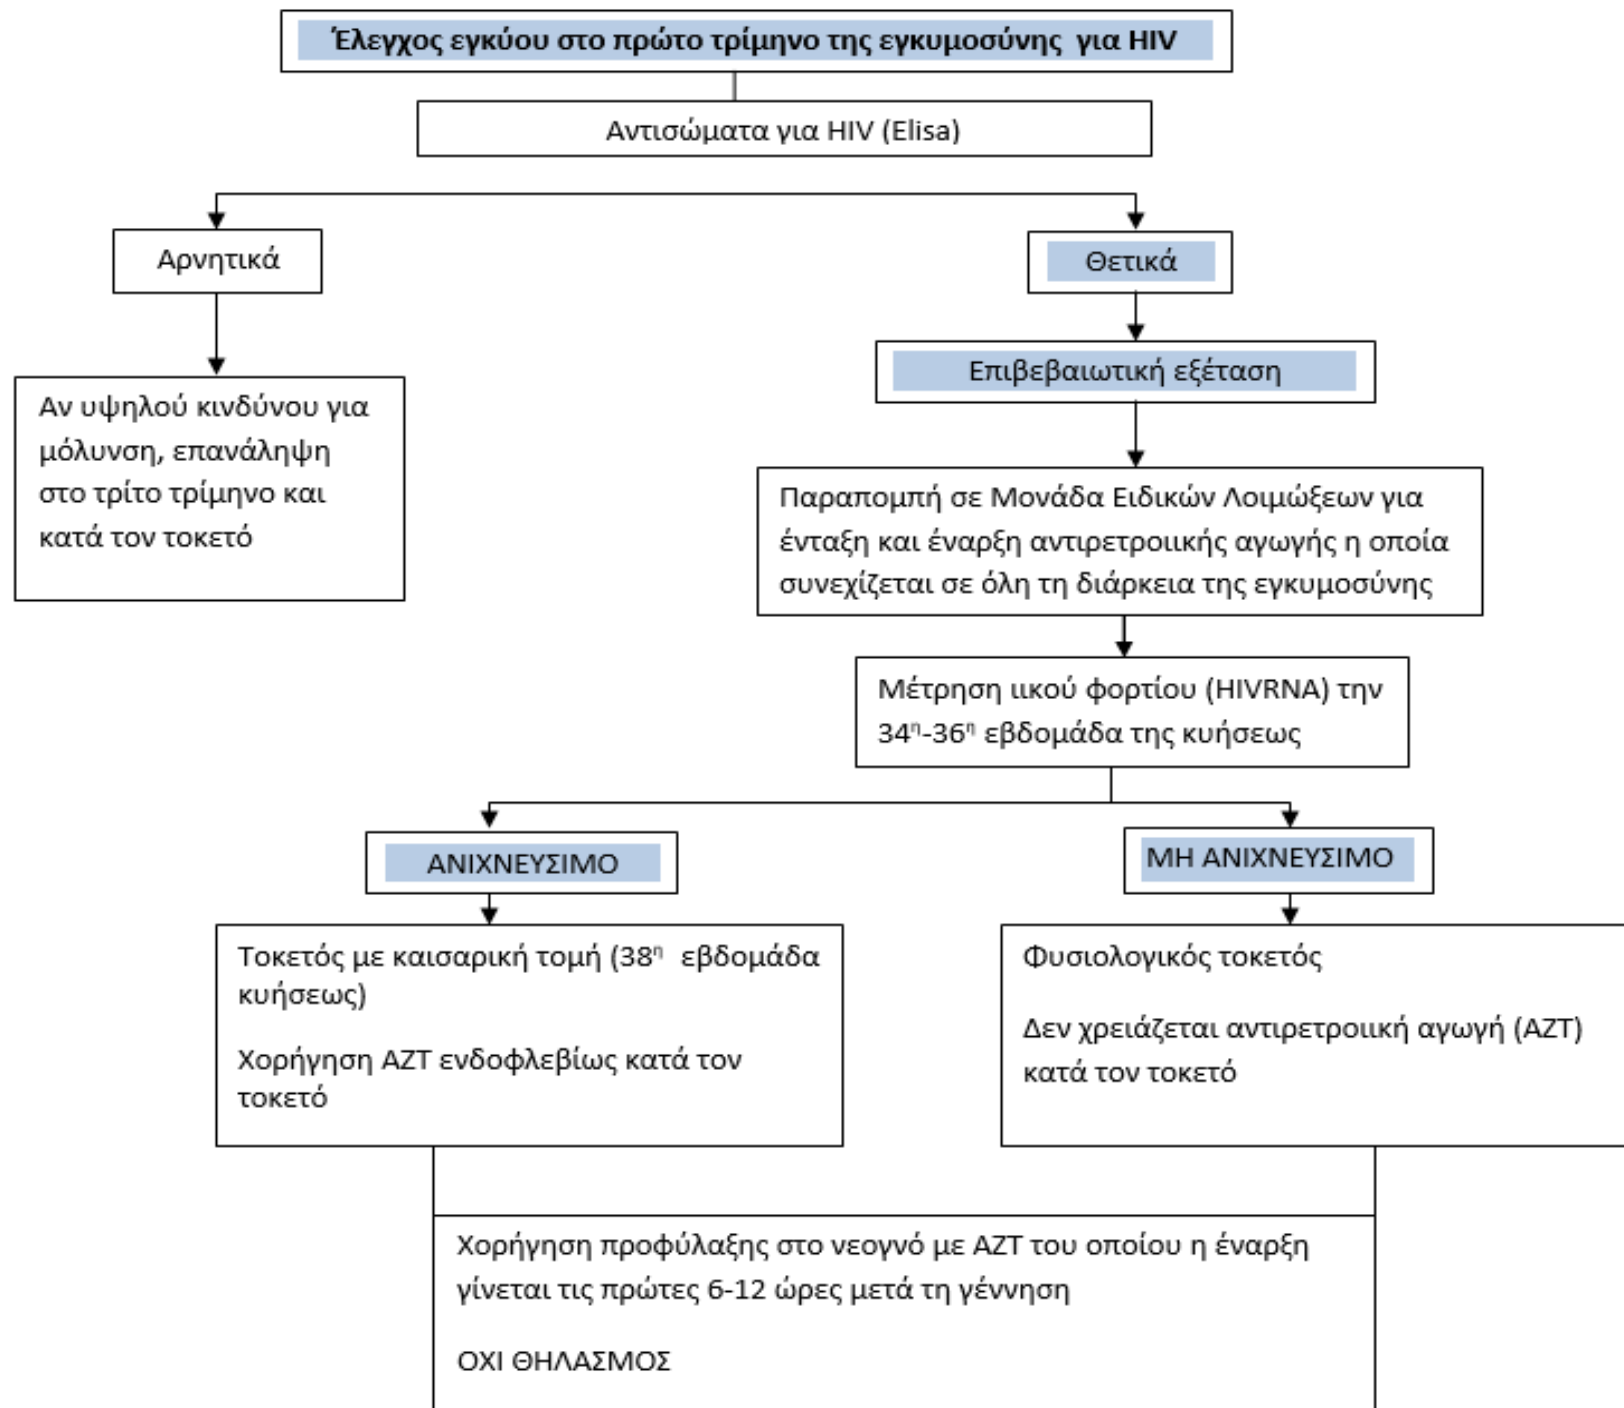 Έλεγχος εγκύου στο πρώτο τρίμηνο της εγκυμοσύνης για HIV
Αντισώματα για HIV (Elisa)
Αρνητικά
Θετικά
Επιβεβαιωτική εξέταση
Αν υψηλού κινδύνου για
μόλυνση, επανάληψη
στο τρίτο τρίμηνο και
κατά τον τοκετό
Παραπομπή σε Μονάδα Ειδικών Λοιμώξεων για
ένταξη και έναρξη αντιρετροιικής αγωγής η οποία
συνεχίζεται σε όλη τη διάρκεια της εγκυμοσύνης
Μέτρηση ιικού φορτίου (HIVRNA) την
34η-36η εβδομάδα της κυήσεως
ΑΝΙΧΝΕΥΣΙΜΟ
ΜΗ ΑΝΙΧΝΕΥΣΙΜΟ
Τοκετός με καισαρική τομή (38η εβδομάδα
κυήσεως)
Χορήγηση AZT ενδοφλεβίως κατά τον
τοκετό
Φυσιολογικός τοκετός
Δεν χρειάζεται αντιρετροιική αγωγή (AZT)
κατά τον τοκετό
Χορήγηση προφύλαξης στο νεογνό με AZT του οποίου η έναρξη
γίνεται τις πρώτες 6-12 ώρες μετά τη γέννηση
ΟΧΙ ΘΗΛΑΣΜΟΣ